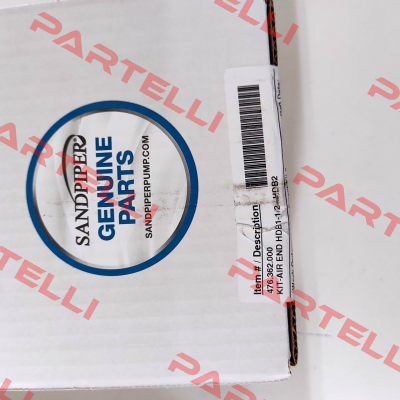 SANDPIPER
GENUINE
PARTS
SANDPIPERPUMP.COM
Item # / Description
476.362.000
KIT-AIR END HDB1-1/2, HDB2
PARTELLI
PARTELLI
PARTELLI
PARTELLI